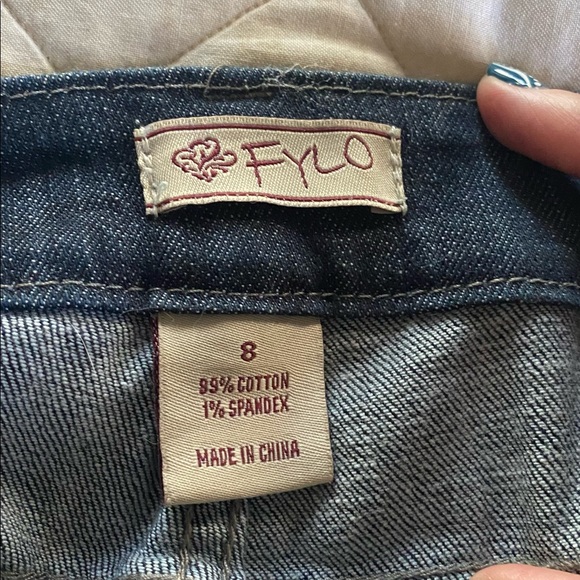 FYLO
8
99% COTTON
1% SPANDEX
MADE IN CHINA